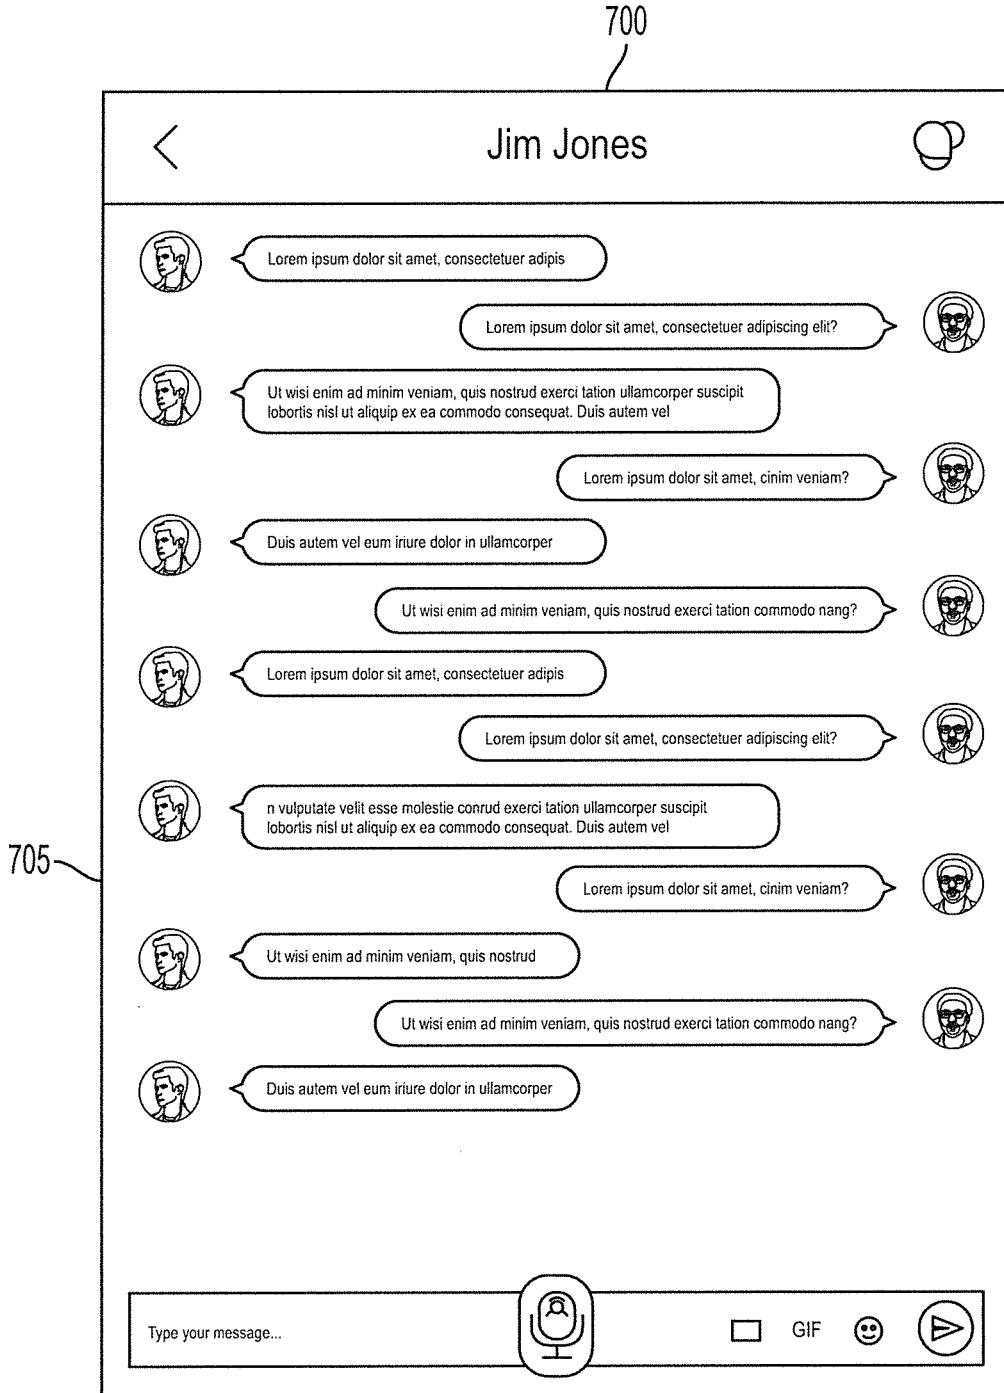 700
Jim Jones
Lorem ipsum dolor sit amet, consectetuer adipis
Lorem ipsum dolor sit amet, consectetuer adipiscing elit?
Ut wisi enim ad minim veniam, quis nostrud exerci tation ullamcorper suscipit
lobortis nisl ut aliquip ex ea commodo consequat. Duis autem vel
Lorem ipsum dolor sit amet, cinim veniam?
Duis autem vel eum iriure dolor in ullamcorper
Ut wisi enim ad minim veniam, quis nostrud exerci tation commodo nang?
Lorem ipsum dolor sit amet, consectetuer adipis
Lorem ipsum dolor sit amet, consectetuer adipiscing elit?
n vulputate velit esse molestie conrud exerci tation ullamcorper suscipit
lobortis nisl ut aliquip ex ea commodo consequat. Duis autem vel
705
Lorem ipsum dolor sit amet, cinim veniam?
Ut wisi enim ad minim veniam, quis nostrud
Ut wisi enim ad minim veniam, quis nostrud exerci tation commodo nang?
Duis autem vel eum iriure dolor in ullamcorper
Type your message... GIF